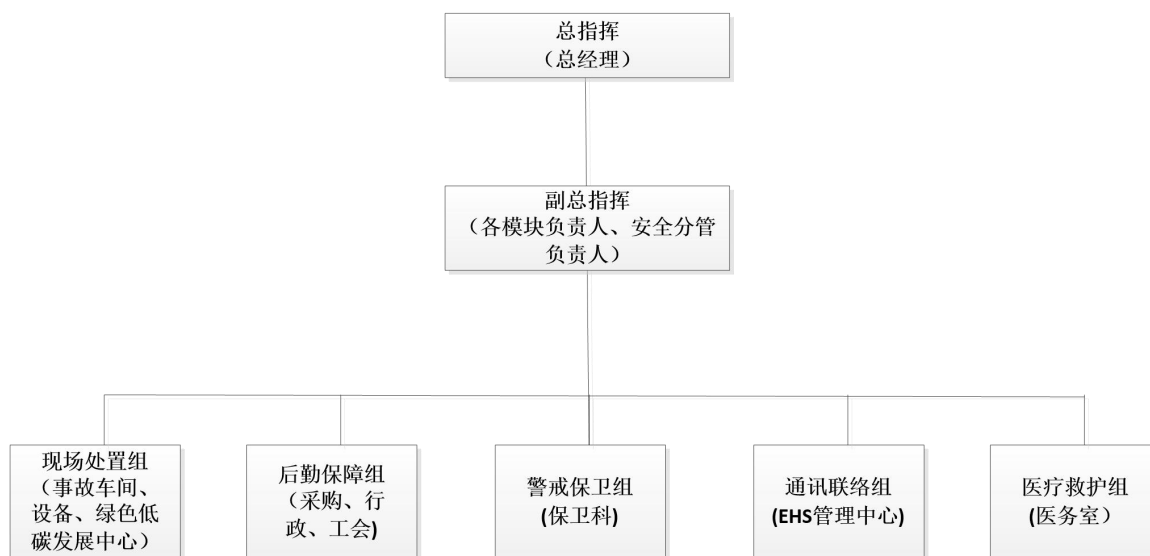 总指挥
（总经理）
副总指挥
（各模块负责人、安全分管
负责人）
现场处置组
（事故车间、
设备、绿色低
碳发展中心）
后勤保障组
（采购、行
政、工会)
警戒保卫组
(保卫科)
通讯联络组
(EHS管理中心)
医疗救护组
(医务室）